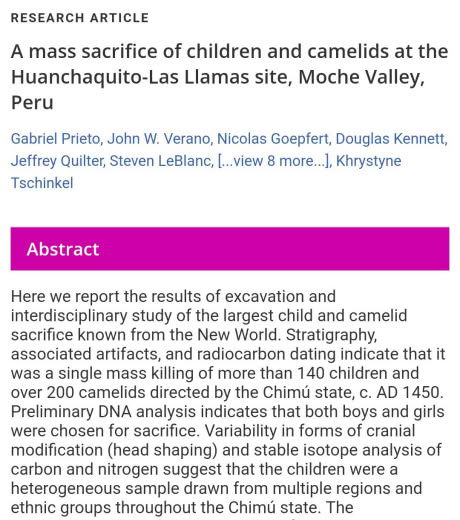 RESEARCH ARTICLE
A mass sacrifice of children and camelids at the
Huanchaquito-Las Llamas site, Moche Valley,
Peru
Gabriel Prieto, John W. Verano, Nicolas Goepfert, Douglas Kennett,
Jeffrey Quilter, Steven LeBlanc, [...view 8 more...], Khrystyne
Tschinkel
Abstract
Here we report the results of excavation and
interdisciplinary study of the largest child and camelid
sacrifice known from the New World. Stratigraphy,
associated artifacts, and radiocarbon dating indicate that it
was a single mass killing of more than 140 children and
over 200 camelids directed by the Chimú state, c. AD 1450.
Preliminary DNA analysis indicates that both boys and girls
were chosen for sacrifice. Variability in forms of cranial
modification (head shaping) and stable isotope analysis of
carbon and nitrogen suggest that the children were a
heterogeneous sample drawn from multiple regions and
ethnic groups throughout the Chimú state. The